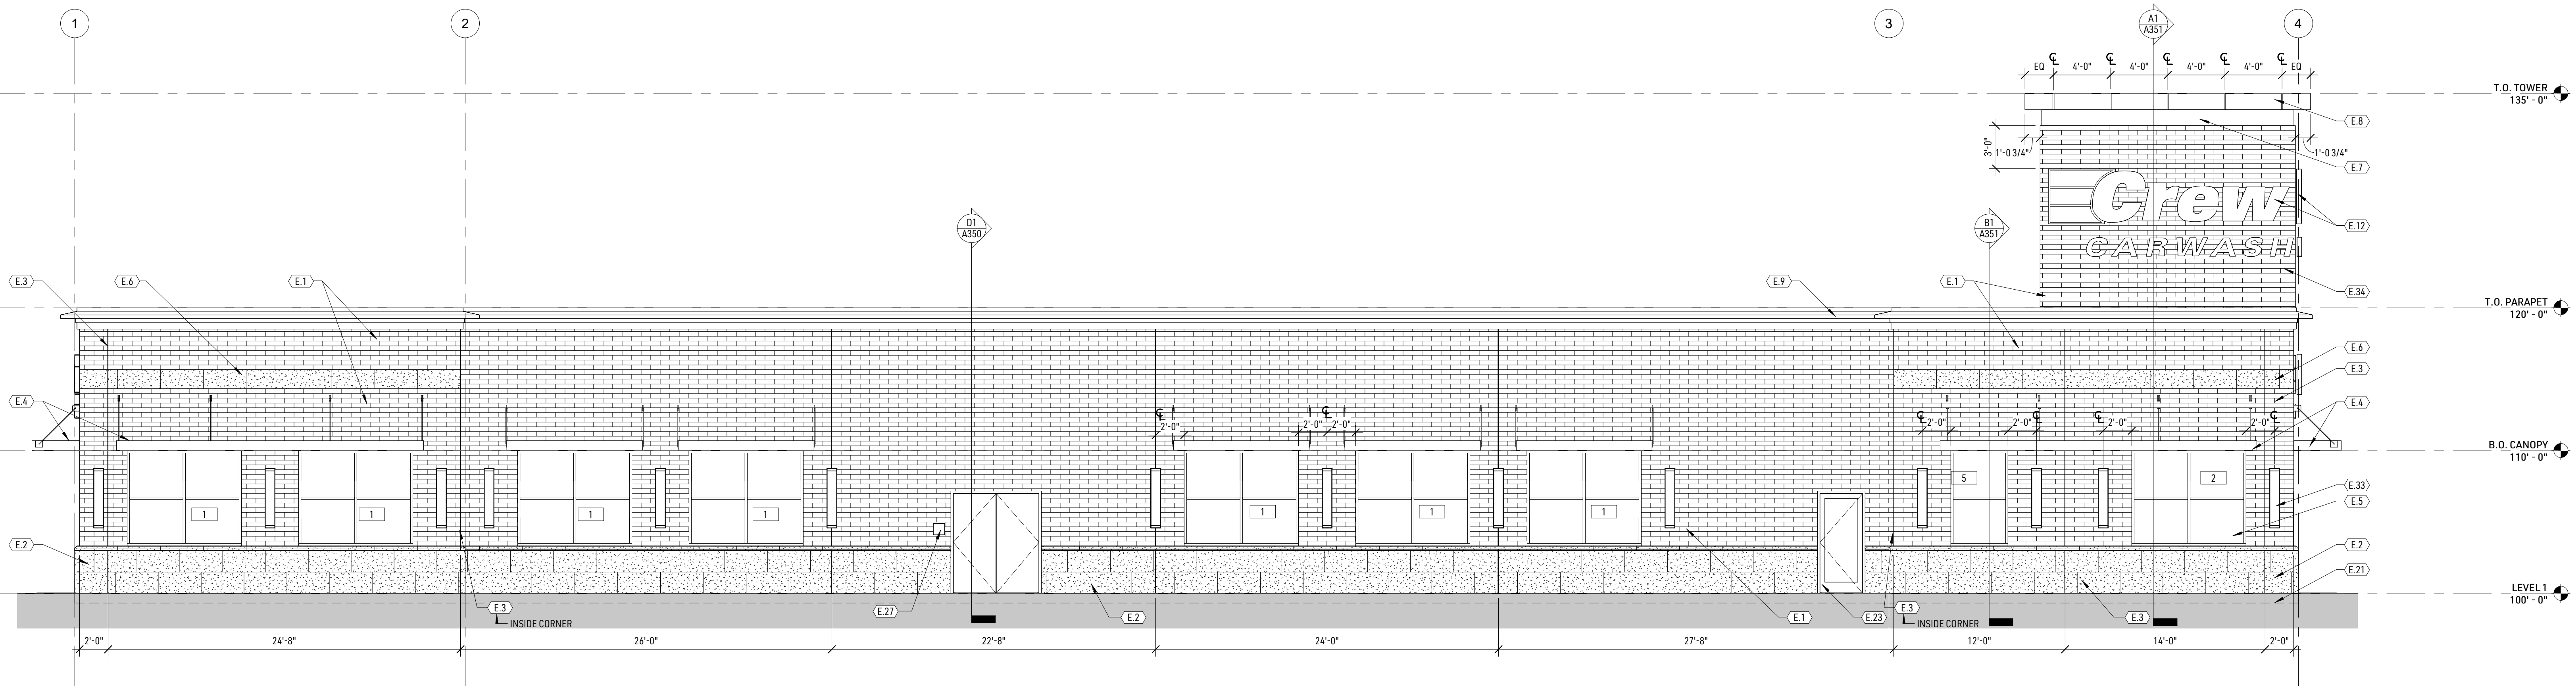 1
2
3
A1
A351
4
EQ
℄
4'-0"
℄
4'-0"
℄
4'-0"
℄
4'-0"
℄
EQ
T.O. TOWER
135' - 0"
E.8
3'-0"
1'-0 3/4"
1'-0 3/4"
E.7
Crew
CARWASH
E.12
D1
A350
B1
A351
E.3
E.6
E.1
E.9
E.1
E.34
T.O. PARAPET
120' - 0"
E.6
E.3
E.4
E.4
℄
2'-0"
2'-0"
℄
2'-0"
℄
2'-0"
2'-0"
℄
℄
2'-0"
2'-0"
℄
B.O. CANOPY
110' - 0"
5
2
E.33
E.5
1
1
1
1
1
1
1
E.2
E.27
E.2
E.21
LEVEL 1
100' - 0"
E.3
INSIDE CORNER
E.2
E.1
E.23
E.3
INSIDE CORNER
E.3
2'-0"
24'-8"
26'-0"
22'-8"
24'-0"
27'-8"
12'-0"
14'-0"
2'-0"